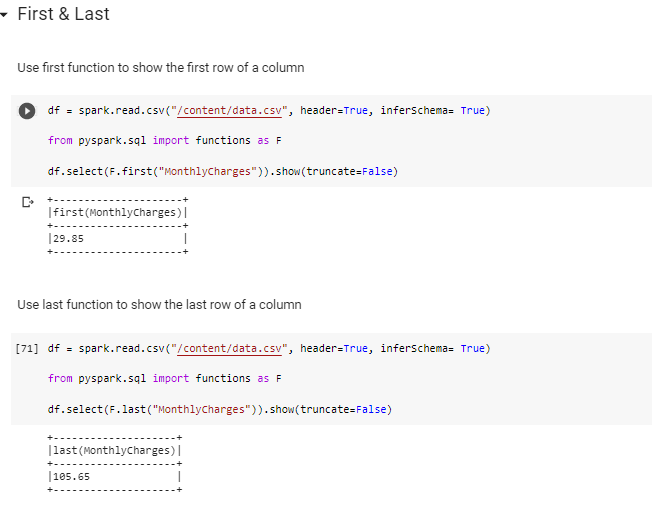 First & Last
Use first function to show the first row of a column
df = spark.read.csv("/content/data.csv", header=True, inferSchema= True)
from pyspark.sql import functions as F
df.select(F.first("MonthlyCharges")).show(truncate=False)
+---------------------+
|first(MonthlyCharges)|
+---------------------+
|29.85                |
+---------------------+
Use last function to show the last row of a column
[71] df = spark.read.csv("/content/data.csv", header=True, inferSchema= True)
from pyspark.sql import functions as F
df.select(F.last("MonthlyCharges")).show(truncate=False)
+--------------------+
|last(MonthlyCharges)|
+--------------------+
|105.65              |
+--------------------+